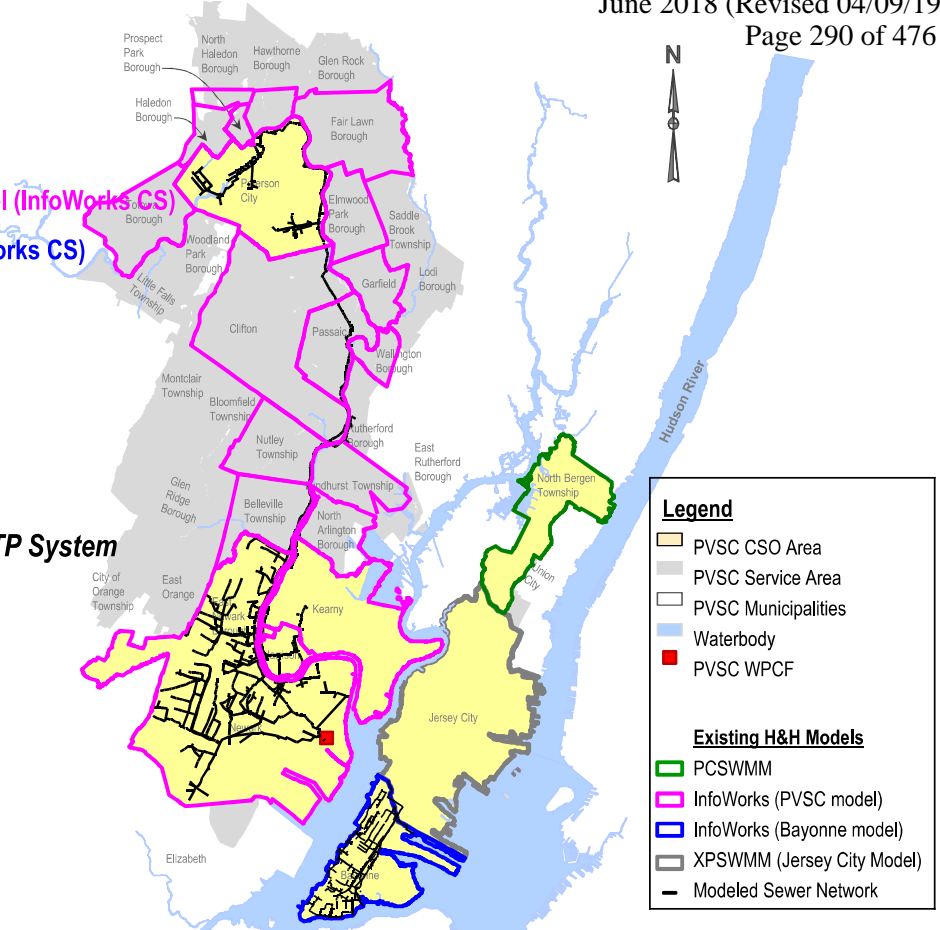 June 2018 (Revised 04/09/19
Page 290 of 476
N
Prospect
Park
Borough
North
Haledon
Borough
Hawthorne
Borough
Glen Rock
Borough
Haledon
Borough
Fair Lawn
Borough
Paterson
City
(InfoWorks CS)
Borough
Elmwood
Park
Borough
Saddle
Brook
Township
Woodland
Park
Borough
orks CS)
Little Falls
Township
Garfield
Lodi
Borough
Clifton
Passaic
Wallington
Borough
Montclair
Township
Bloomfield
Township
Hudson River
Nutley
Township
Rutherford
Borough
East
Rutherford
Borough
Glen
Ridge
Borough
ndhurst Township
North Bergen
Township
Belleville
Township
North
Arlington
Borough
TP System
City of
Orange
Township
East
Orange
Union
City
Kearny
Jersey City
Newark
Elizabeth
Bayonne
Legend
PVSC CSO Area
PVSC Service Area
PVSC Municipalities
Waterbody
PVSC WPCF
Existing H&H Models
PCSWMM
InfoWorks (PVSC model)
InfoWorks (Bayonne model)
XPSWMM (Jersey City Model)
Modeled Sewer Network